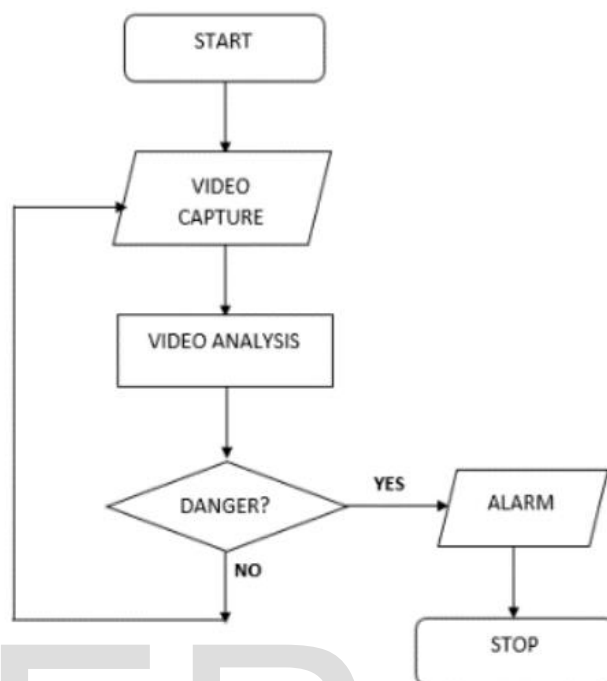 START
VIDEO
CAPTURE
VIDEO ANALYSIS
DANGER?
YES
ALARM
NO
STOP